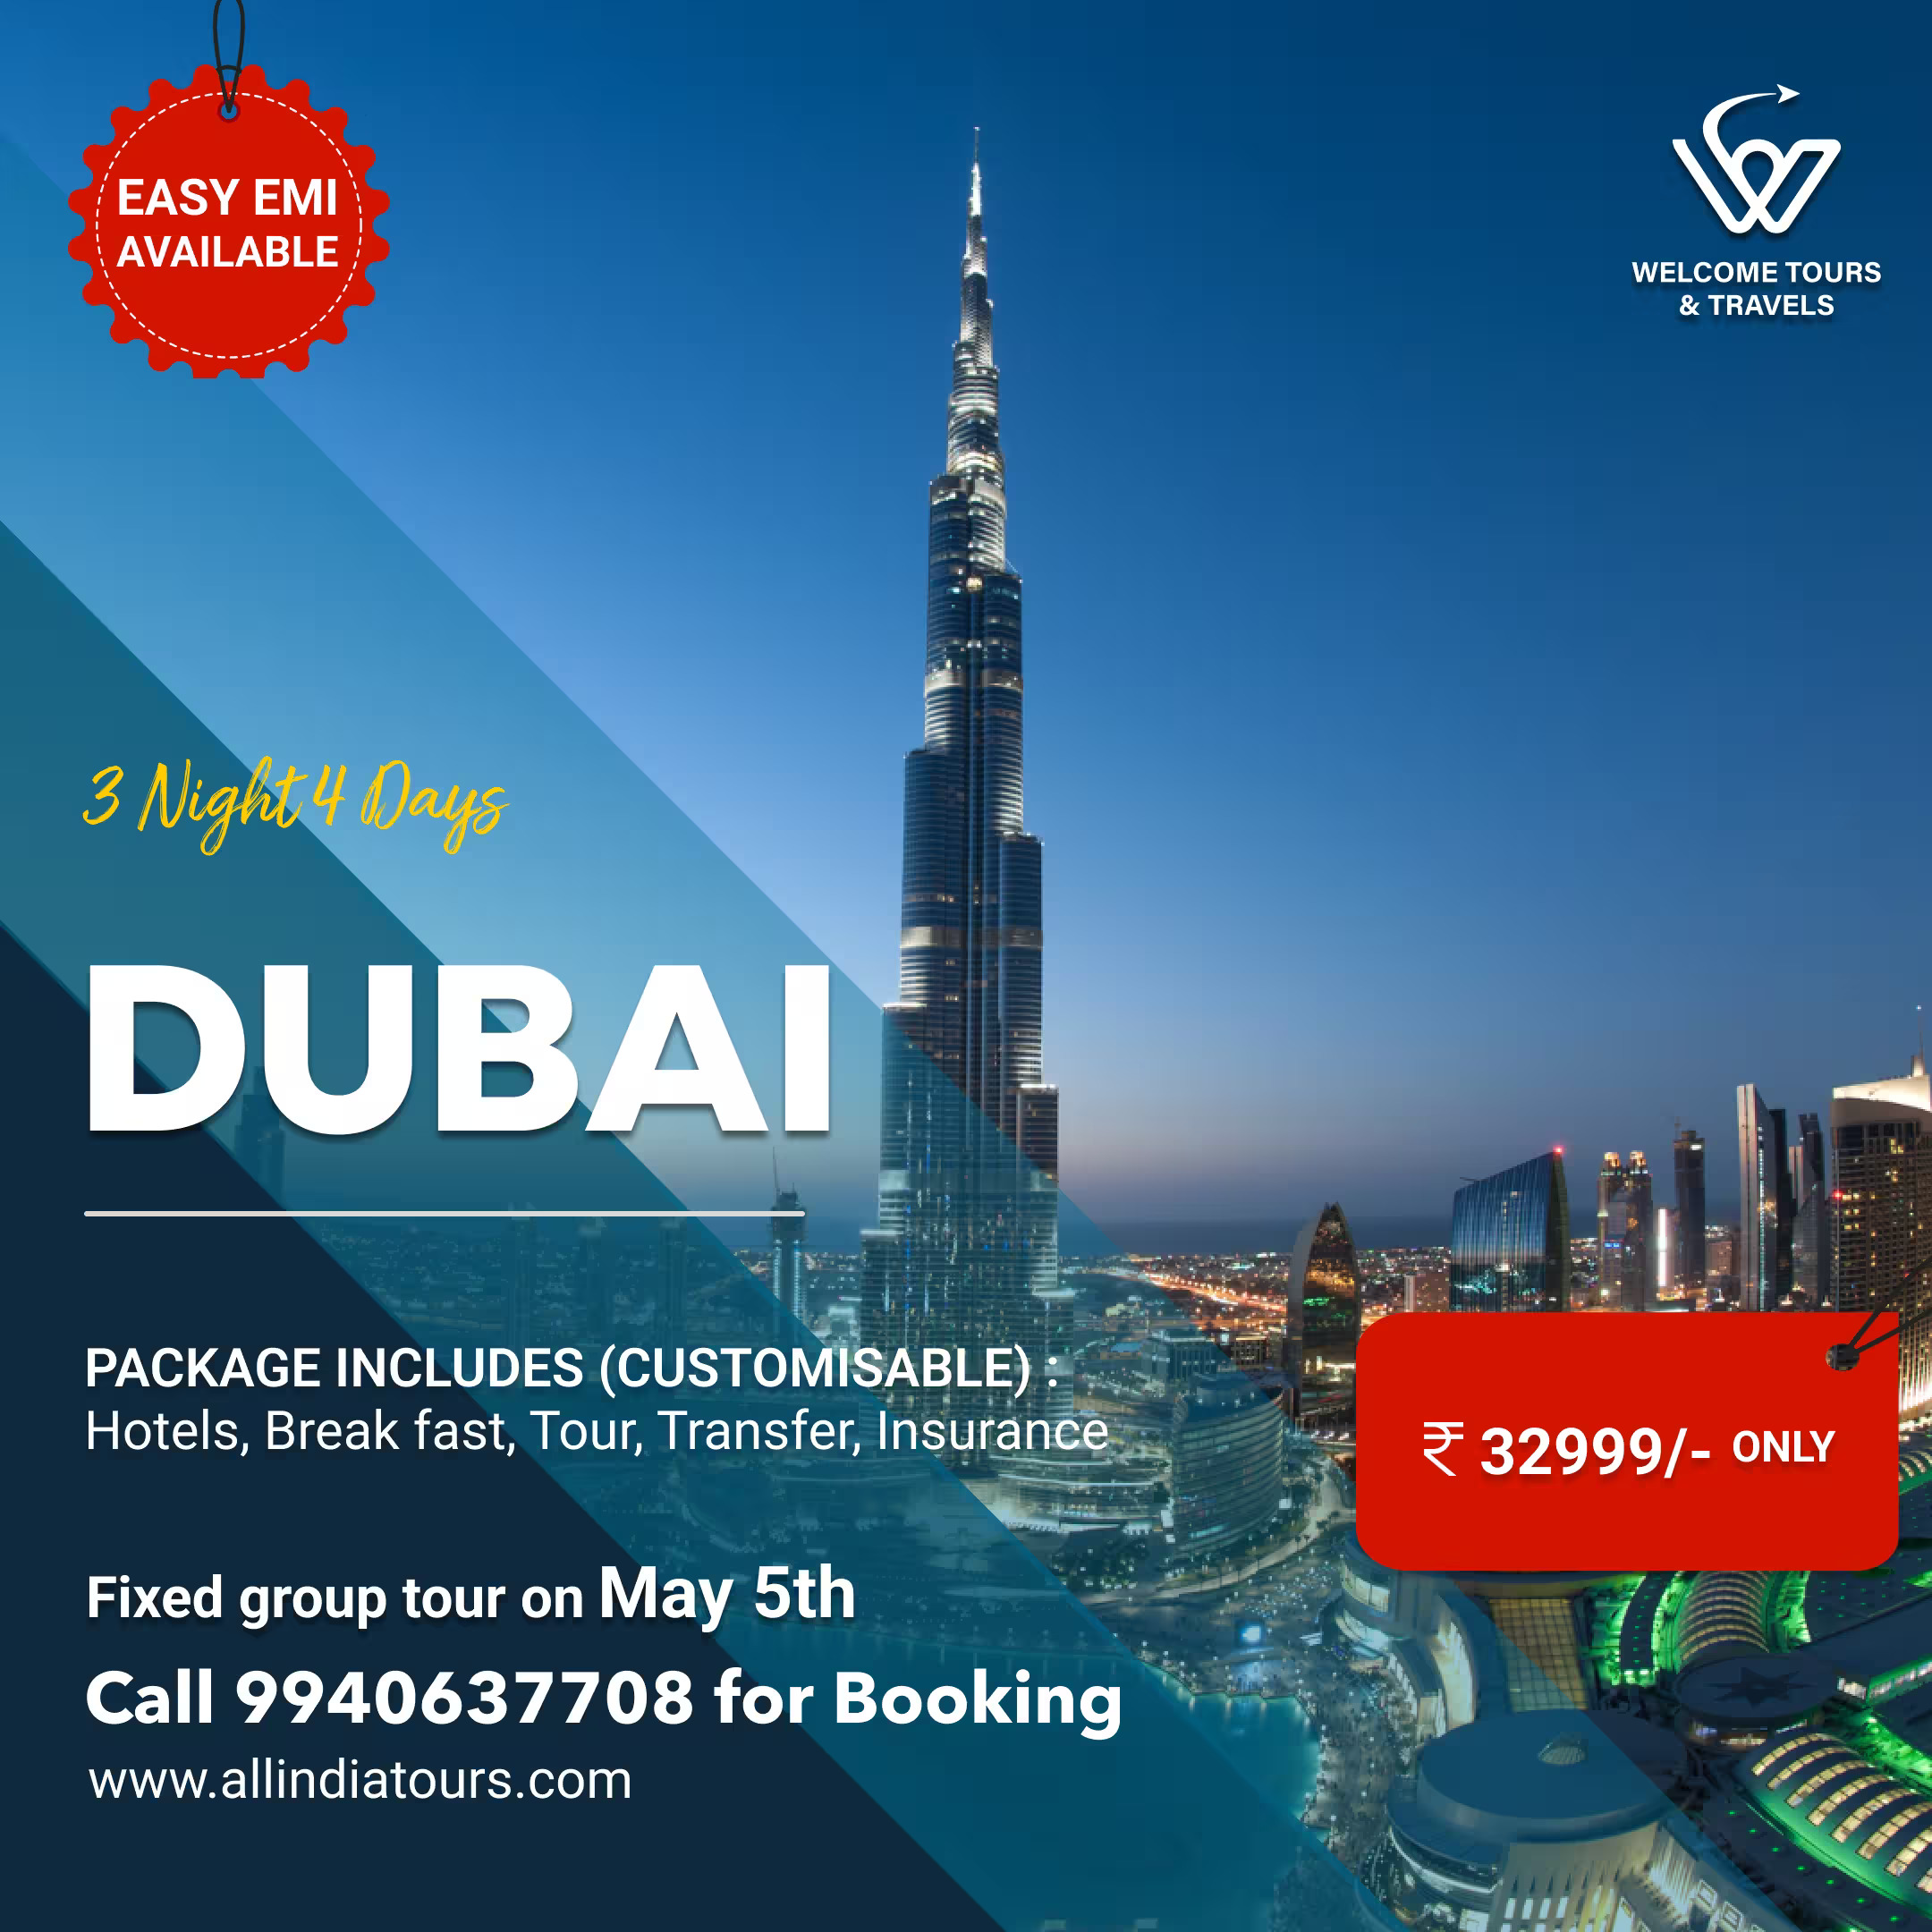 EASY EMI
AVAILABLE
WELCOME TOURS
& TRAVELS
3 Night 4 Days
DUBAI
PACKAGE INCLUDES (CUSTOMISABLE) :
Hotels, Break fast, Tour, Transfer, Insurance
₹ 32999/- ONLY
Fixed group tour on May 5th
Call 9940637708 for Booking
www.allindiatours.com